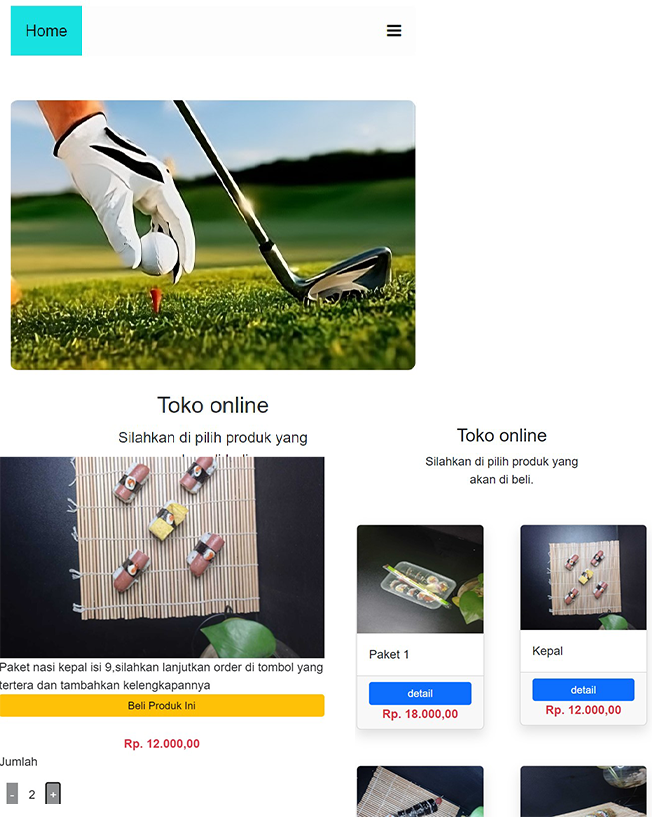 Home
Toko online
Silahkan di pilih produk yang
Paket nasi kepal isi 9,silahkan lanjutkan order di tombol yang
tertera dan tambahkan kelengkapannya
Beli Produk Ini
Rp. 12.000,00
Jumlah
- 2 +
Toko online
Silahkan di pilih produk yang
akan di beli.
Paket 1
detail
Rp. 18.000,00
Kepal
detail
Rp. 12.000,00